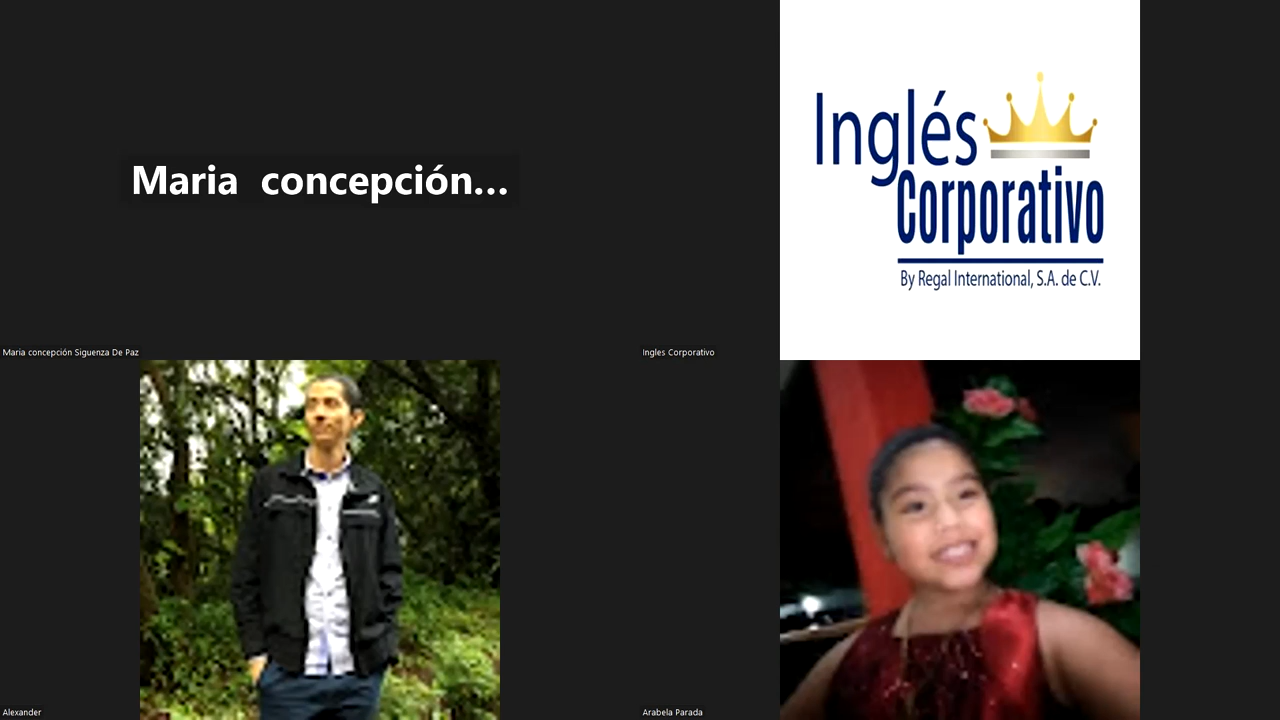 Maria concepción...
Inglés
Corporativo
By Regal International, S.A. de C.V.
Maria concepción Siguenza De Paz
Ingles Corporativo
Alexander
Arabela Parada